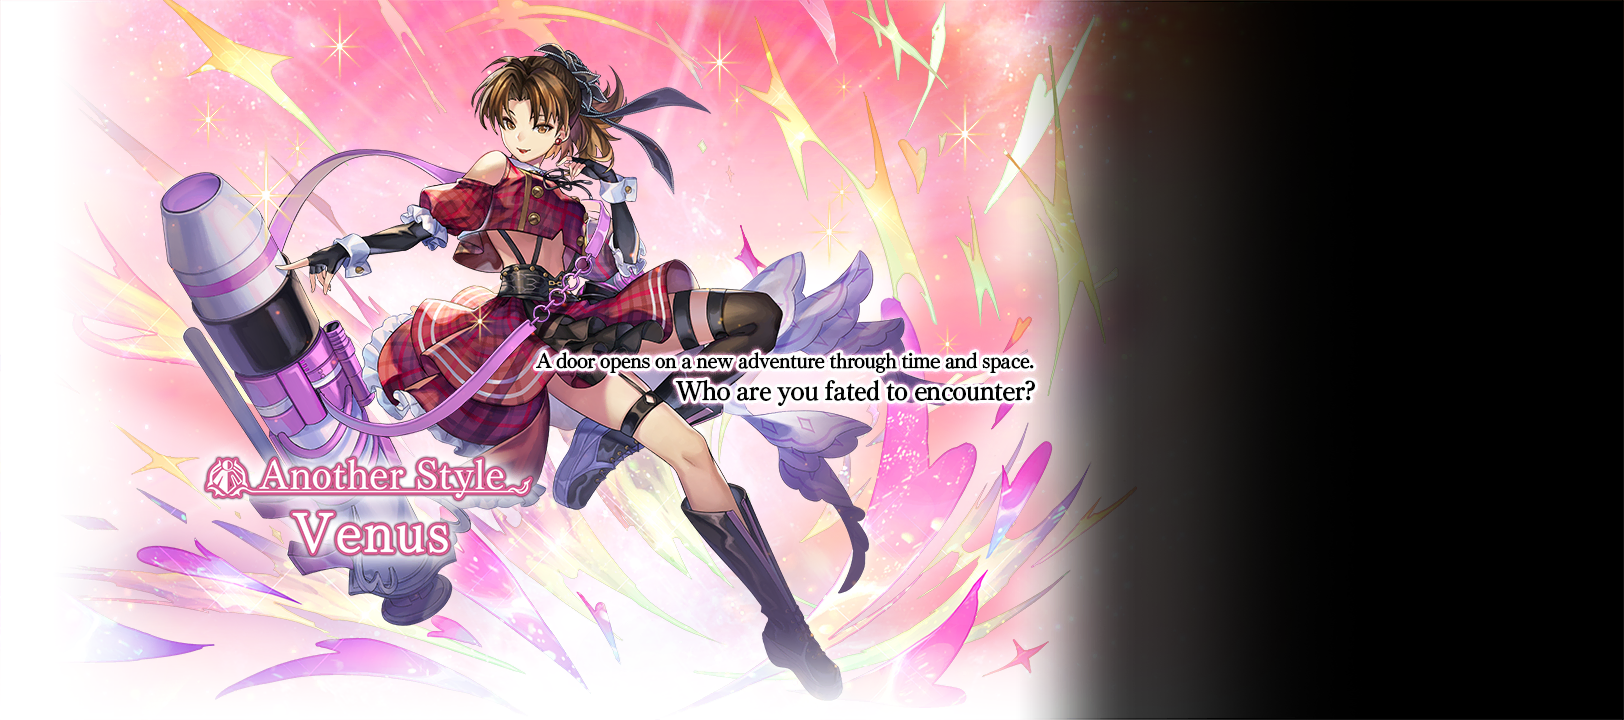 A door opens on a new adventure through time and space.
Who are you fated to encounter?
Another Style
Venus